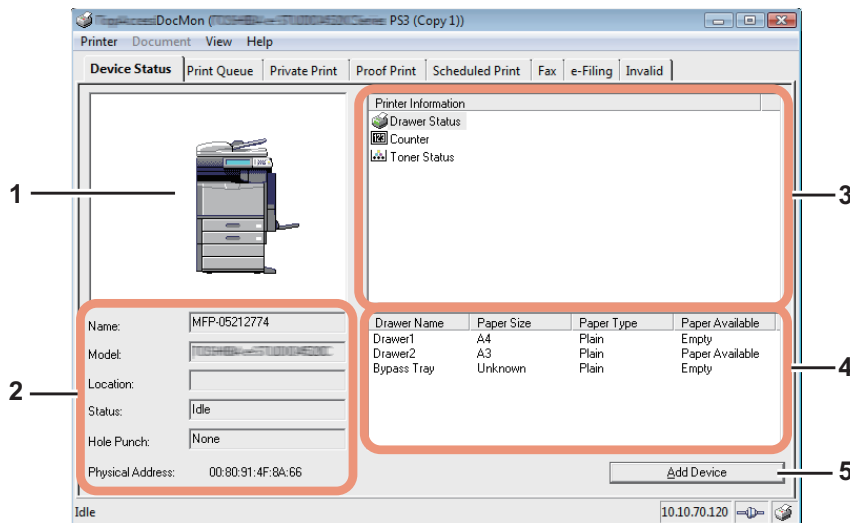 DocMon ( PS3 (Copy 1))
Printer Document View Help
Device Status Print Queue Private Print Proof Print Scheduled Print Fax e-Filing Invalid
1
Printer Information
Drawer Status
Counter
Toner Status
3
2
Name: MFP-05212774
Model:
Location:
Status: Idle
Hole Punch: None
Physical Address: 00:80:91:4F:8A:66
Drawer Name Paper Size Paper Type Paper Available
Drawer1 A4 Plain Empty
Drawer2 A3 Plain Paper Available
Bypass Tray Unknown Plain Empty
4
Add Device
5
Idle
10.10.70.120